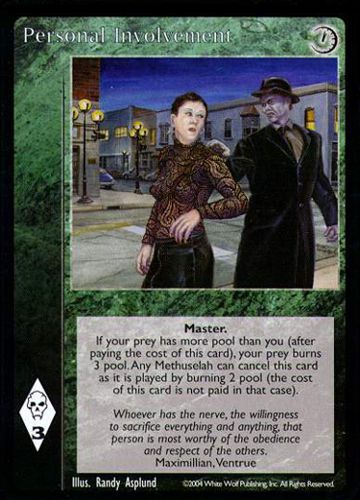 Personal Involvement
Master.
If your prey has more pool than you (after
paying the cost of this card), your prey burns
3 pool. Any Methuselah can cancel this card
as it is played by burning 2 pool (the cost
of this card is not paid in that case).
Whoever has the nerve, the willingness
to sacrifice everything and anything, that
person is most worthy of the obedience
and respect of the others.
Maximillian, Ventrue
3
Illus. Randy Asplund
©2004 White Wolf Publishing, Inc. All Rights Reserved.